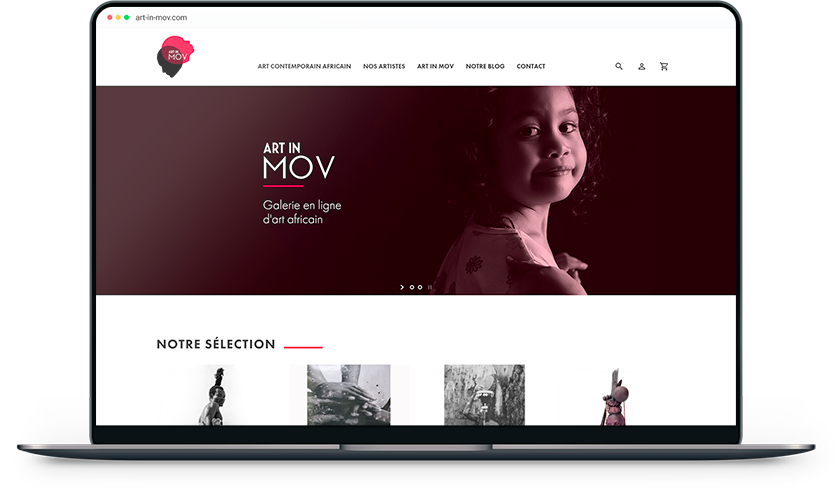 art-in-mov.com
ART IN
MOV
ART CONTEMPORAIN AFRICAIN NOS ARTISTES ART IN MOV NOTRE BLOG CONTACT
ART IN
MOV
Galerie en ligne
d'art africain
NOTRE SÉLECTION